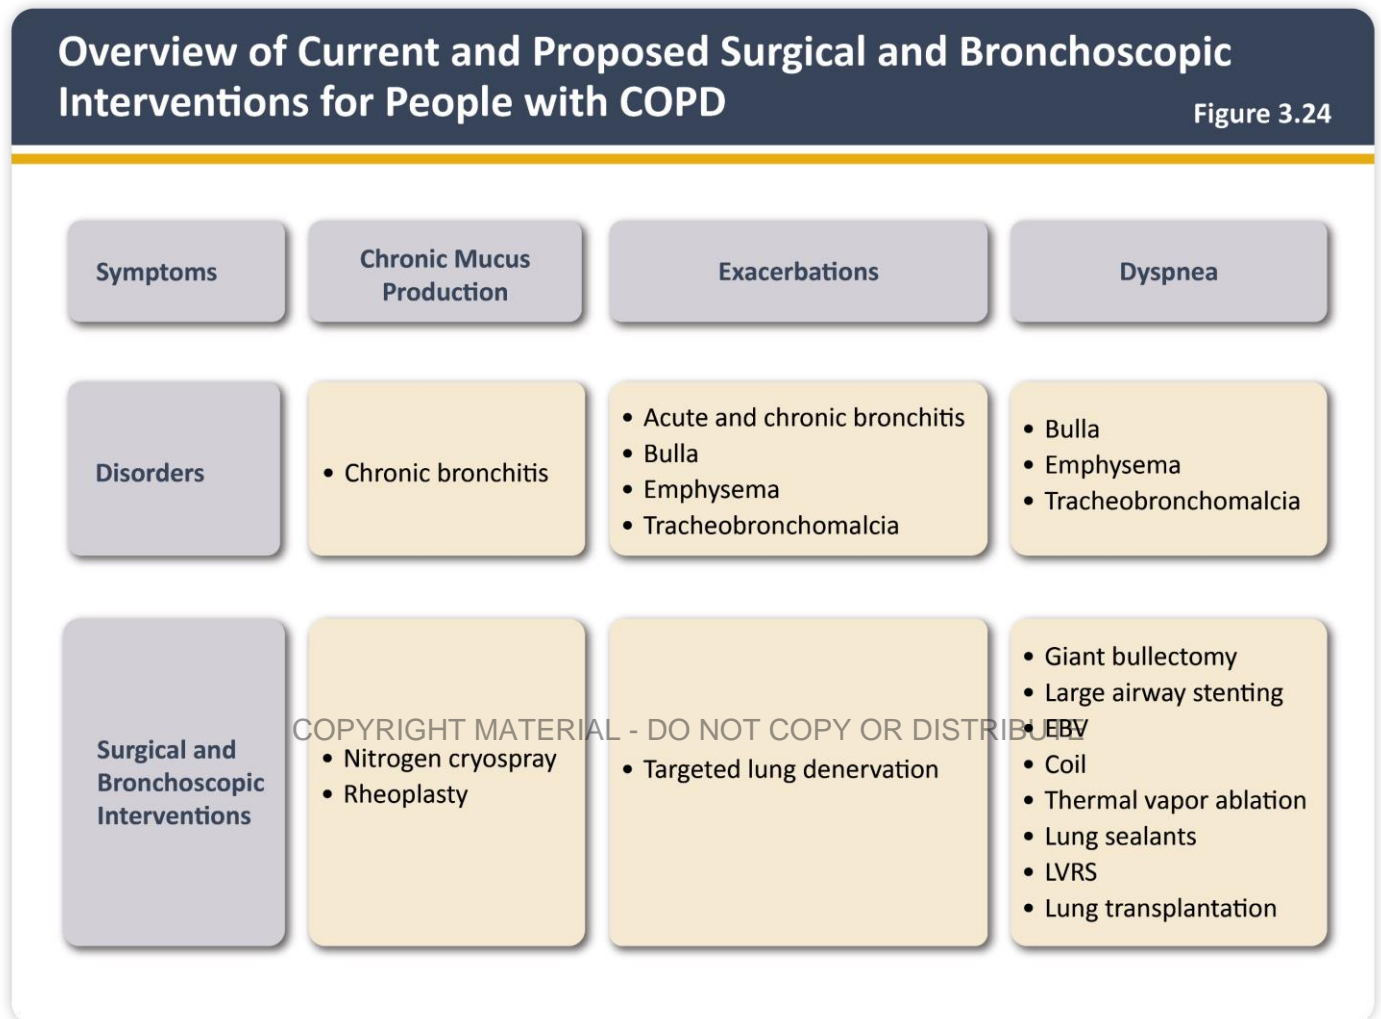 Overview of Current and Proposed Surgical and Bronchoscopic
Interventions for People with COPD
Figure 3.24
Symptoms
Chronic Mucus
Production
Exacerbations
Dyspnea
Disorders
• Chronic bronchitis
• Acute and chronic bronchitis
• Bulla
• Emphysema
• Tracheobronchomalcia
• Bulla
• Emphysema
• Tracheobronchomalcia
Surgical and
Bronchoscopic
Interventions
• Nitrogen cryospray
• Rheoplasty
• Targeted lung denervation
• Giant bullectomy
• Large airway stenting
• EBV
• Coil
• Thermal vapor ablation
• Lung sealants
• LVRS
• Lung transplantation
COPYRIGHT MATERIAL - DO NOT COPY OR DISTRIBUTE